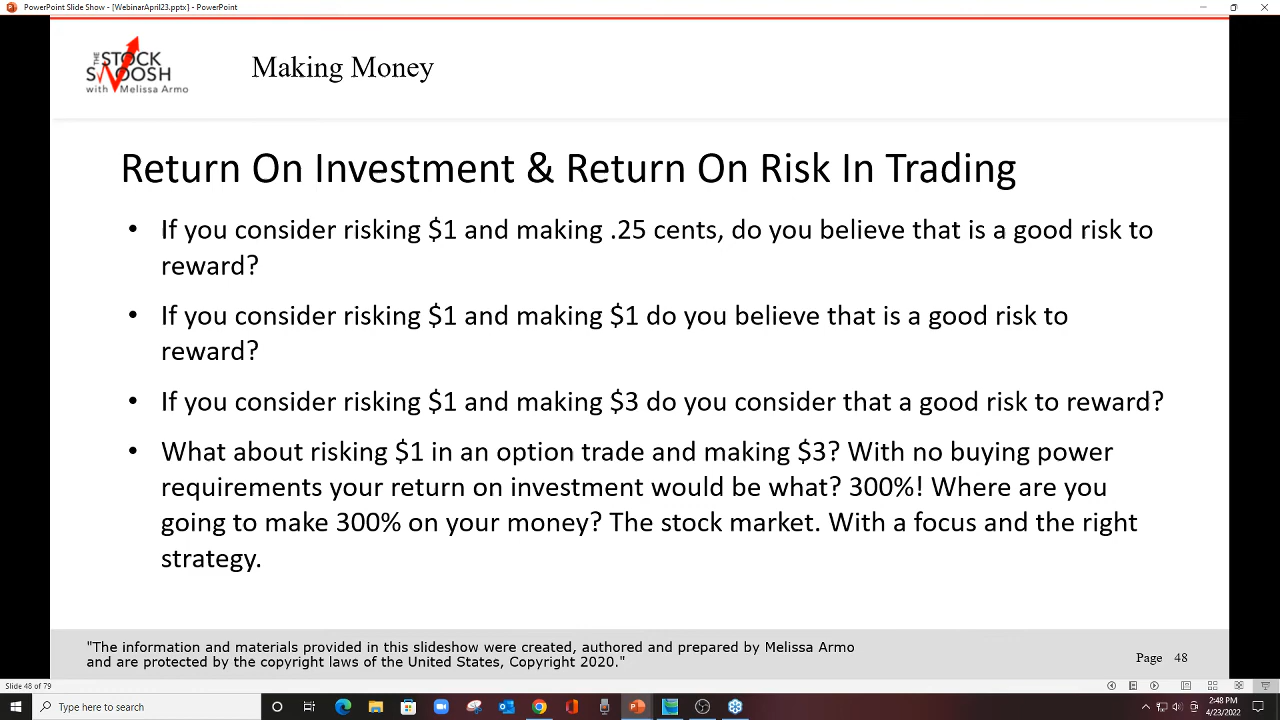 PowerPoint Slide Show - [WebinarApril23.pptx] - PowerPoint
THE
STOCK
SWOOSH
with Melissa Armo
Making Money
Return On Investment & Return On Risk In Trading
• If you consider risking $1 and making .25 cents, do you believe that is a good risk to
reward?
• If you consider risking $1 and making $1 do you believe that is a good risk to
reward?
• If you consider risking $1 and making $3 do you consider that a good risk to reward?
• What about risking $1 in an option trade and making $3? With no buying power
requirements your return on investment would be what? 300%! Where are you
going to make 300% on your money? The stock market. With a focus and the right
strategy.
"The information and materials provided in this slideshow were created, authored and prepared by Melissa Armo
and are protected by the copyright laws of the United States, Copyright 2020."
Page 48
Slide 48 of 79
Type here to search
2:48 PM
4/23/2022